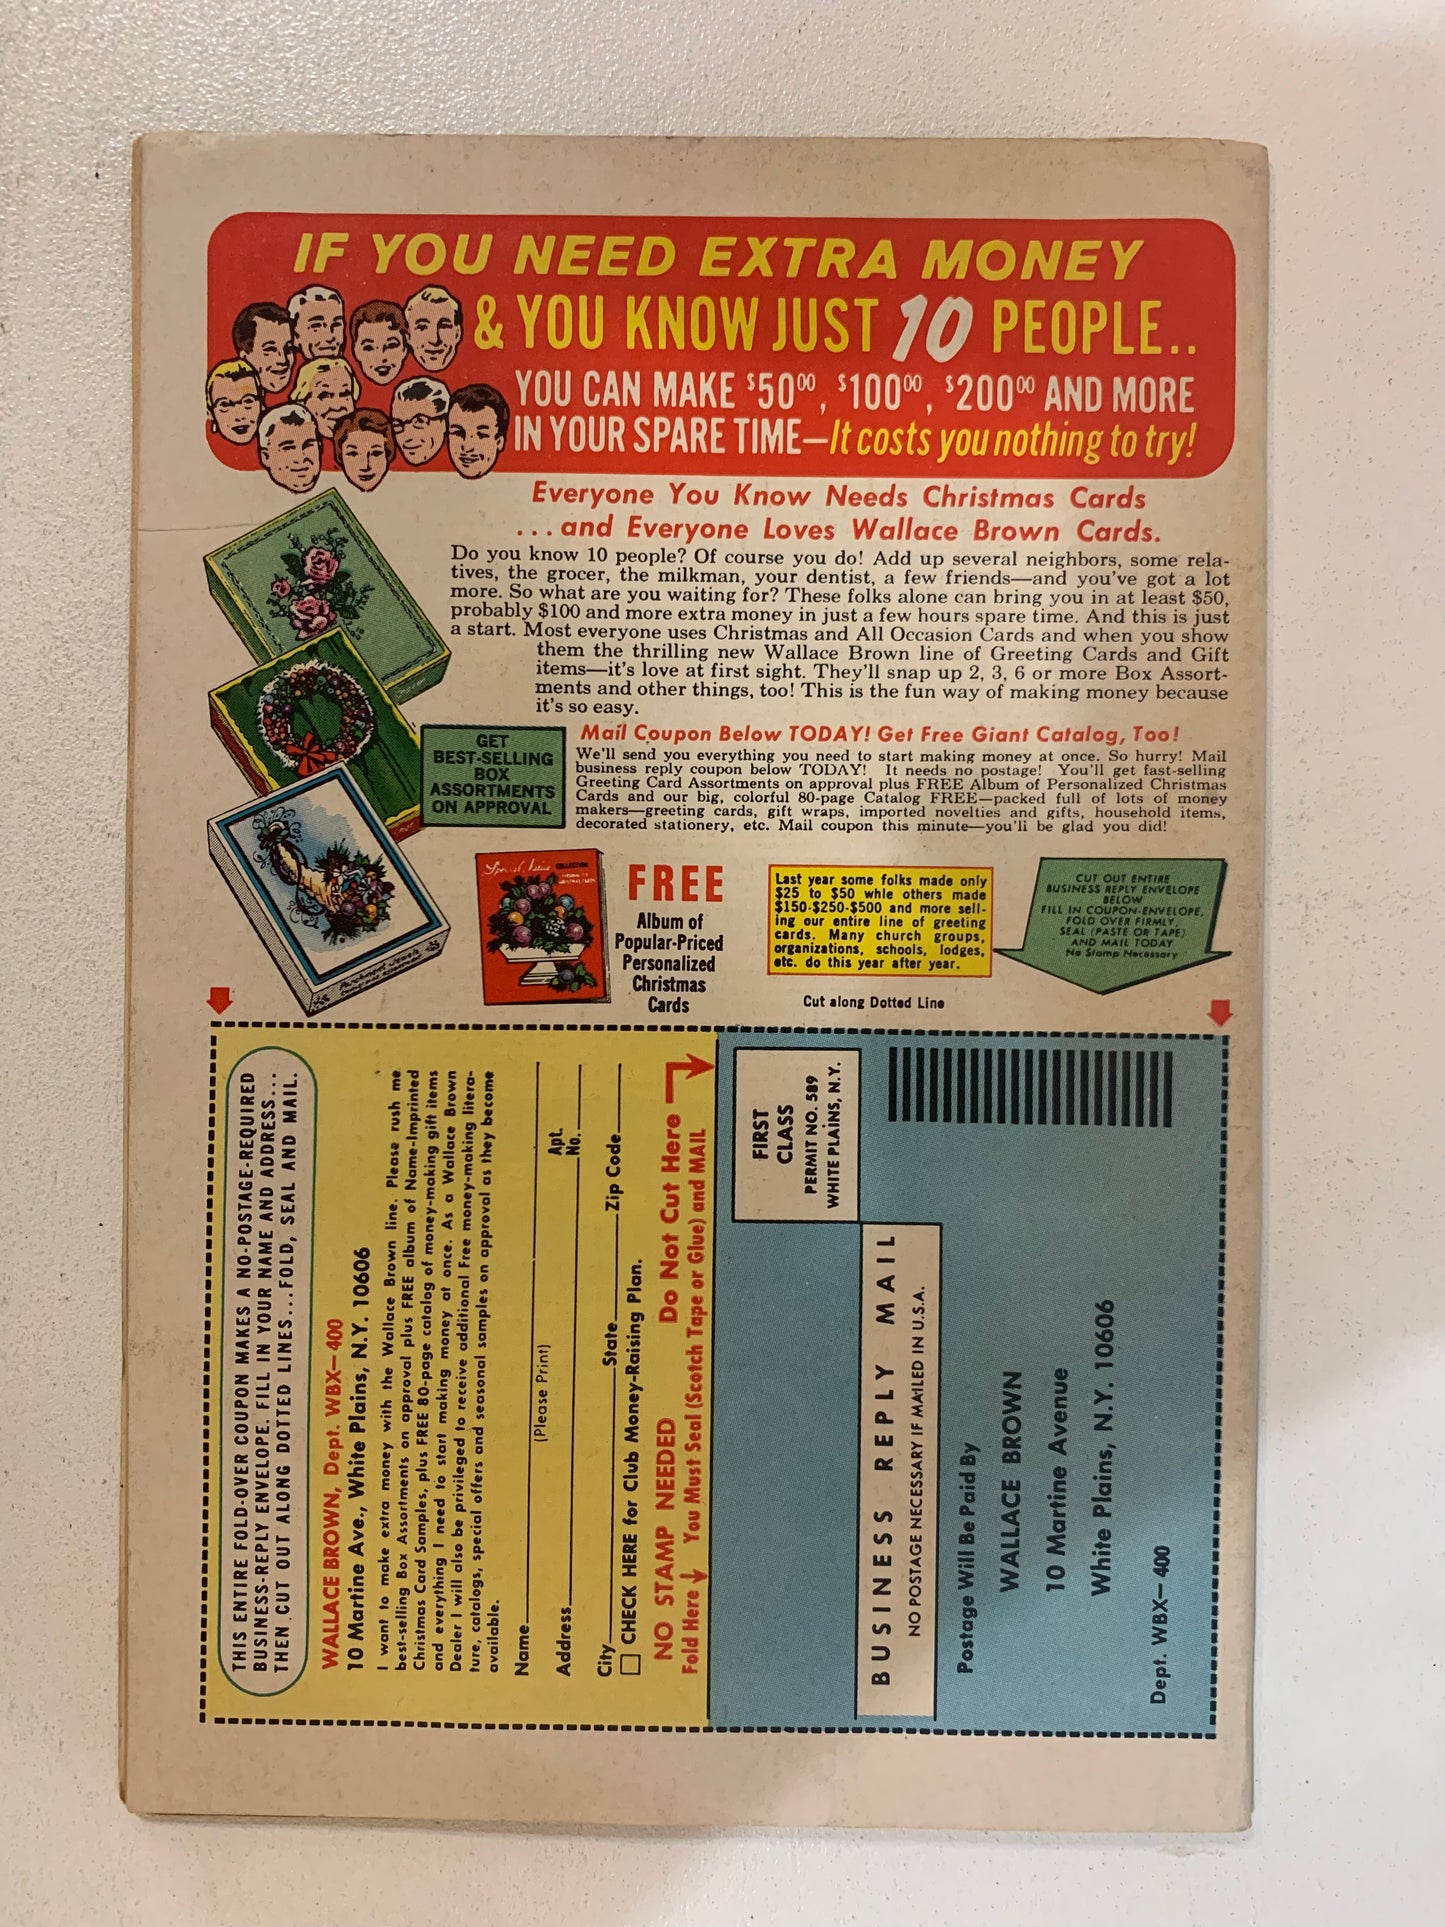 IF YOU NEED EXTRA MONEY
& YOU KNOW JUST 10 PEOPLE..
YOU CAN MAKE $50⁰⁰, $100⁰⁰, $200⁰⁰ AND MORE
IN YOUR SPARE TIME—It costs you nothing to try!
Everyone You Know Needs Christmas Cards
...and Everyone Loves Wallace Brown Cards.
Do you know 10 people? Of course you do! Add up several neighbors, some rela-
tives, the grocer, the milkman, your dentist, a few friends—and you've got a lot
more. So what are you waiting for? These folks alone can bring you in at least $50,
probably $100 and more extra money in just a few hours spare time. And this is just
a start. Most everyone uses Christmas and All Occasion Cards and when you show
them the thrilling new Wallace Brown line of Greeting Cards and Gift
items—it's love at first sight. They'll snap up 2, 3, 6 or more Box Assort-
ments and other things, too! This is the fun way of making money because
it's so easy.
GET
BEST-SELLING
BOX
ASSORTMENTS
ON APPROVAL
Mail Coupon Below TODAY! Get Free Giant Catalog, Too!
We'll send you everything you need to start making money at once. So hurry! Mail
business reply coupon below TODAY! It needs no postage! You'll get fast-selling
Greeting Card Assortments on approval plus FREE Album of Personalized Christmas
Cards and our big, colorful 80-page Catalog FREE—packed full of lots of money
makers—greeting cards, gift wraps, imported novelties and gifts, household items,
decorated stationery, etc. Mail coupon this minute—you'll be glad you did!
Special Issue COLLECTION
FREE
Album of
Popular-Priced
Personalized
Christmas
Cards
Last year some folks made only
$25 to $50 whle others made
$150-$250-$500 and more sell-
ing our entire line of greeting
cards. Many church groups,
organizations, schools, lodges,
etc. do this year after year.
Cut along Dotted Line
CUT OUT ENTIRE
BUSINESS REPLY ENVELOPE
BELOW
FILL IN COUPON-ENVELOPE,
FOLD OVER FIRMLY.
SEAL (PASTE OR TAPE)
AND MAIL TODAY
No Stamp Necessary
THIS ENTIRE FOLD-OVER COUPON MAKES A NO-POSTAGE-REQUIRED
BUSINESS-REPLY ENVELOPE. FILL IN YOUR NAME AND ADDRESS...
THEN CUT OUT ALONG DOTTED LINES...FOLD, SEAL AND MAIL.
WALLACE BROWN, Dept. WBX—400
10 Martine Ave., White Plains, N.Y. 10606
I want to make extra money with the Wallace Brown line. Please rush me
best-selling Box Assortments on approval plus FREE album of Name-Imprinted
Christmas Card Samples, plus FREE 80-page catalog of money-making gift items
and everything I need to start making money at once. As a Wallace Brown
Dealer I will also be privileged to receive additional Free money-making litera-
ture, catalogs, special offers and seasonal samples on approval as they become
available.
Name
(Please Print)
Address Apt. No.
City State Zip Code
CHECK HERE for Club Money-Raising Plan.
NO STAMP NEEDED Do Not Cut Here
Fold Here You Must Seal (Scotch Tape or Glue) and MAIL
FIRST
CLASS
PERMIT NO. 589
WHITE PLAINS, N.Y.
BUSINESS REPLY MAIL
NO POSTAGE NECESSARY IF MAILED IN U.S.A.
Postage Will Be Paid By
WALLACE BROWN
10 Martine Avenue
White Plains, N.Y. 10606
Dept. WBX—400